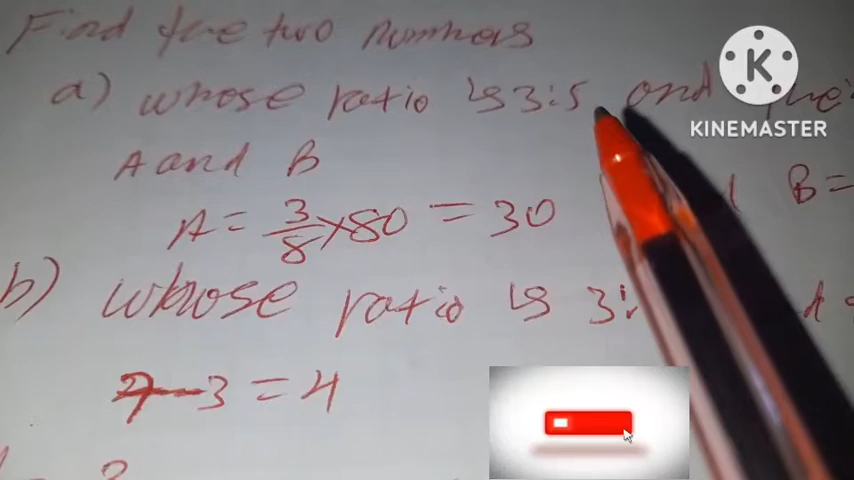 Find the two numbers
a) whose ratio is 3:5 and
A and B
A = 3/8 × 80 = 30 B =
b) whose ratio is 3:
7 - 3 = 4
KINEMASTER